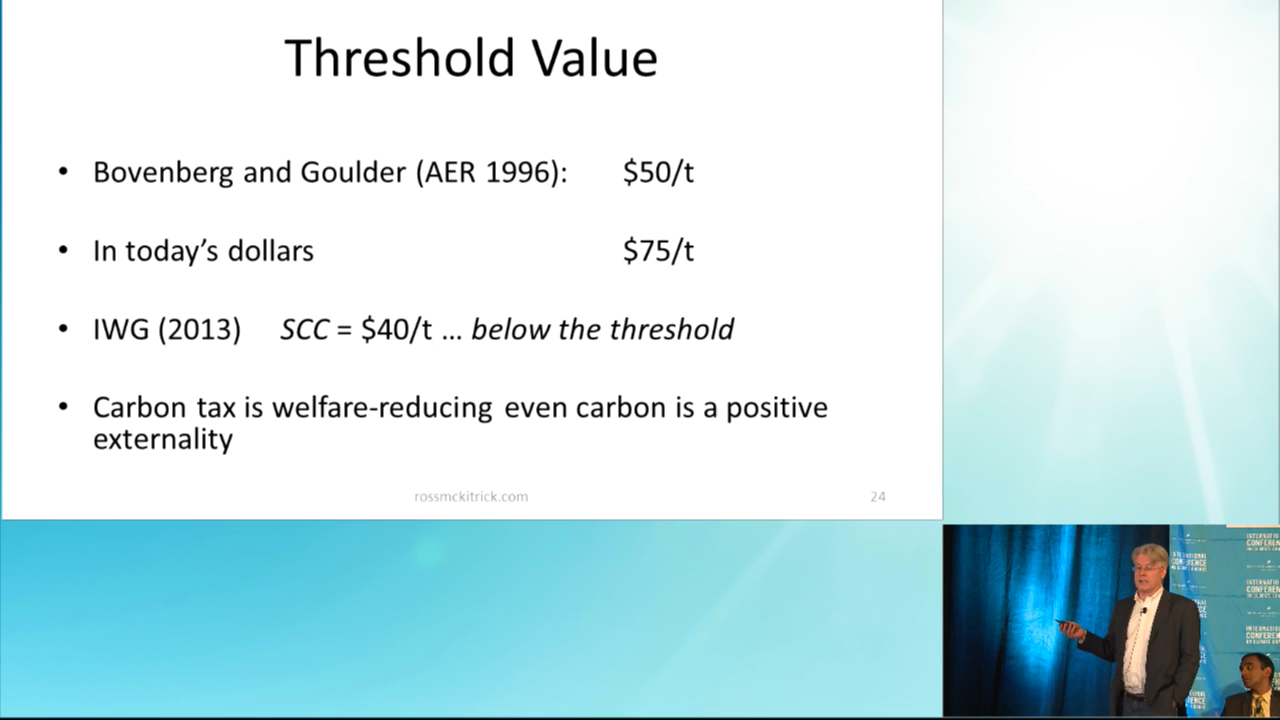 Threshold Value
• Bovenberg and Goulder (AER 1996): $50/t
• In today’s dollars $75/t
• IWG (2013) SCC = $40/t … below the threshold
• Carbon tax is welfare-reducing even carbon is a positive
externality
rossmckitrick.com 24